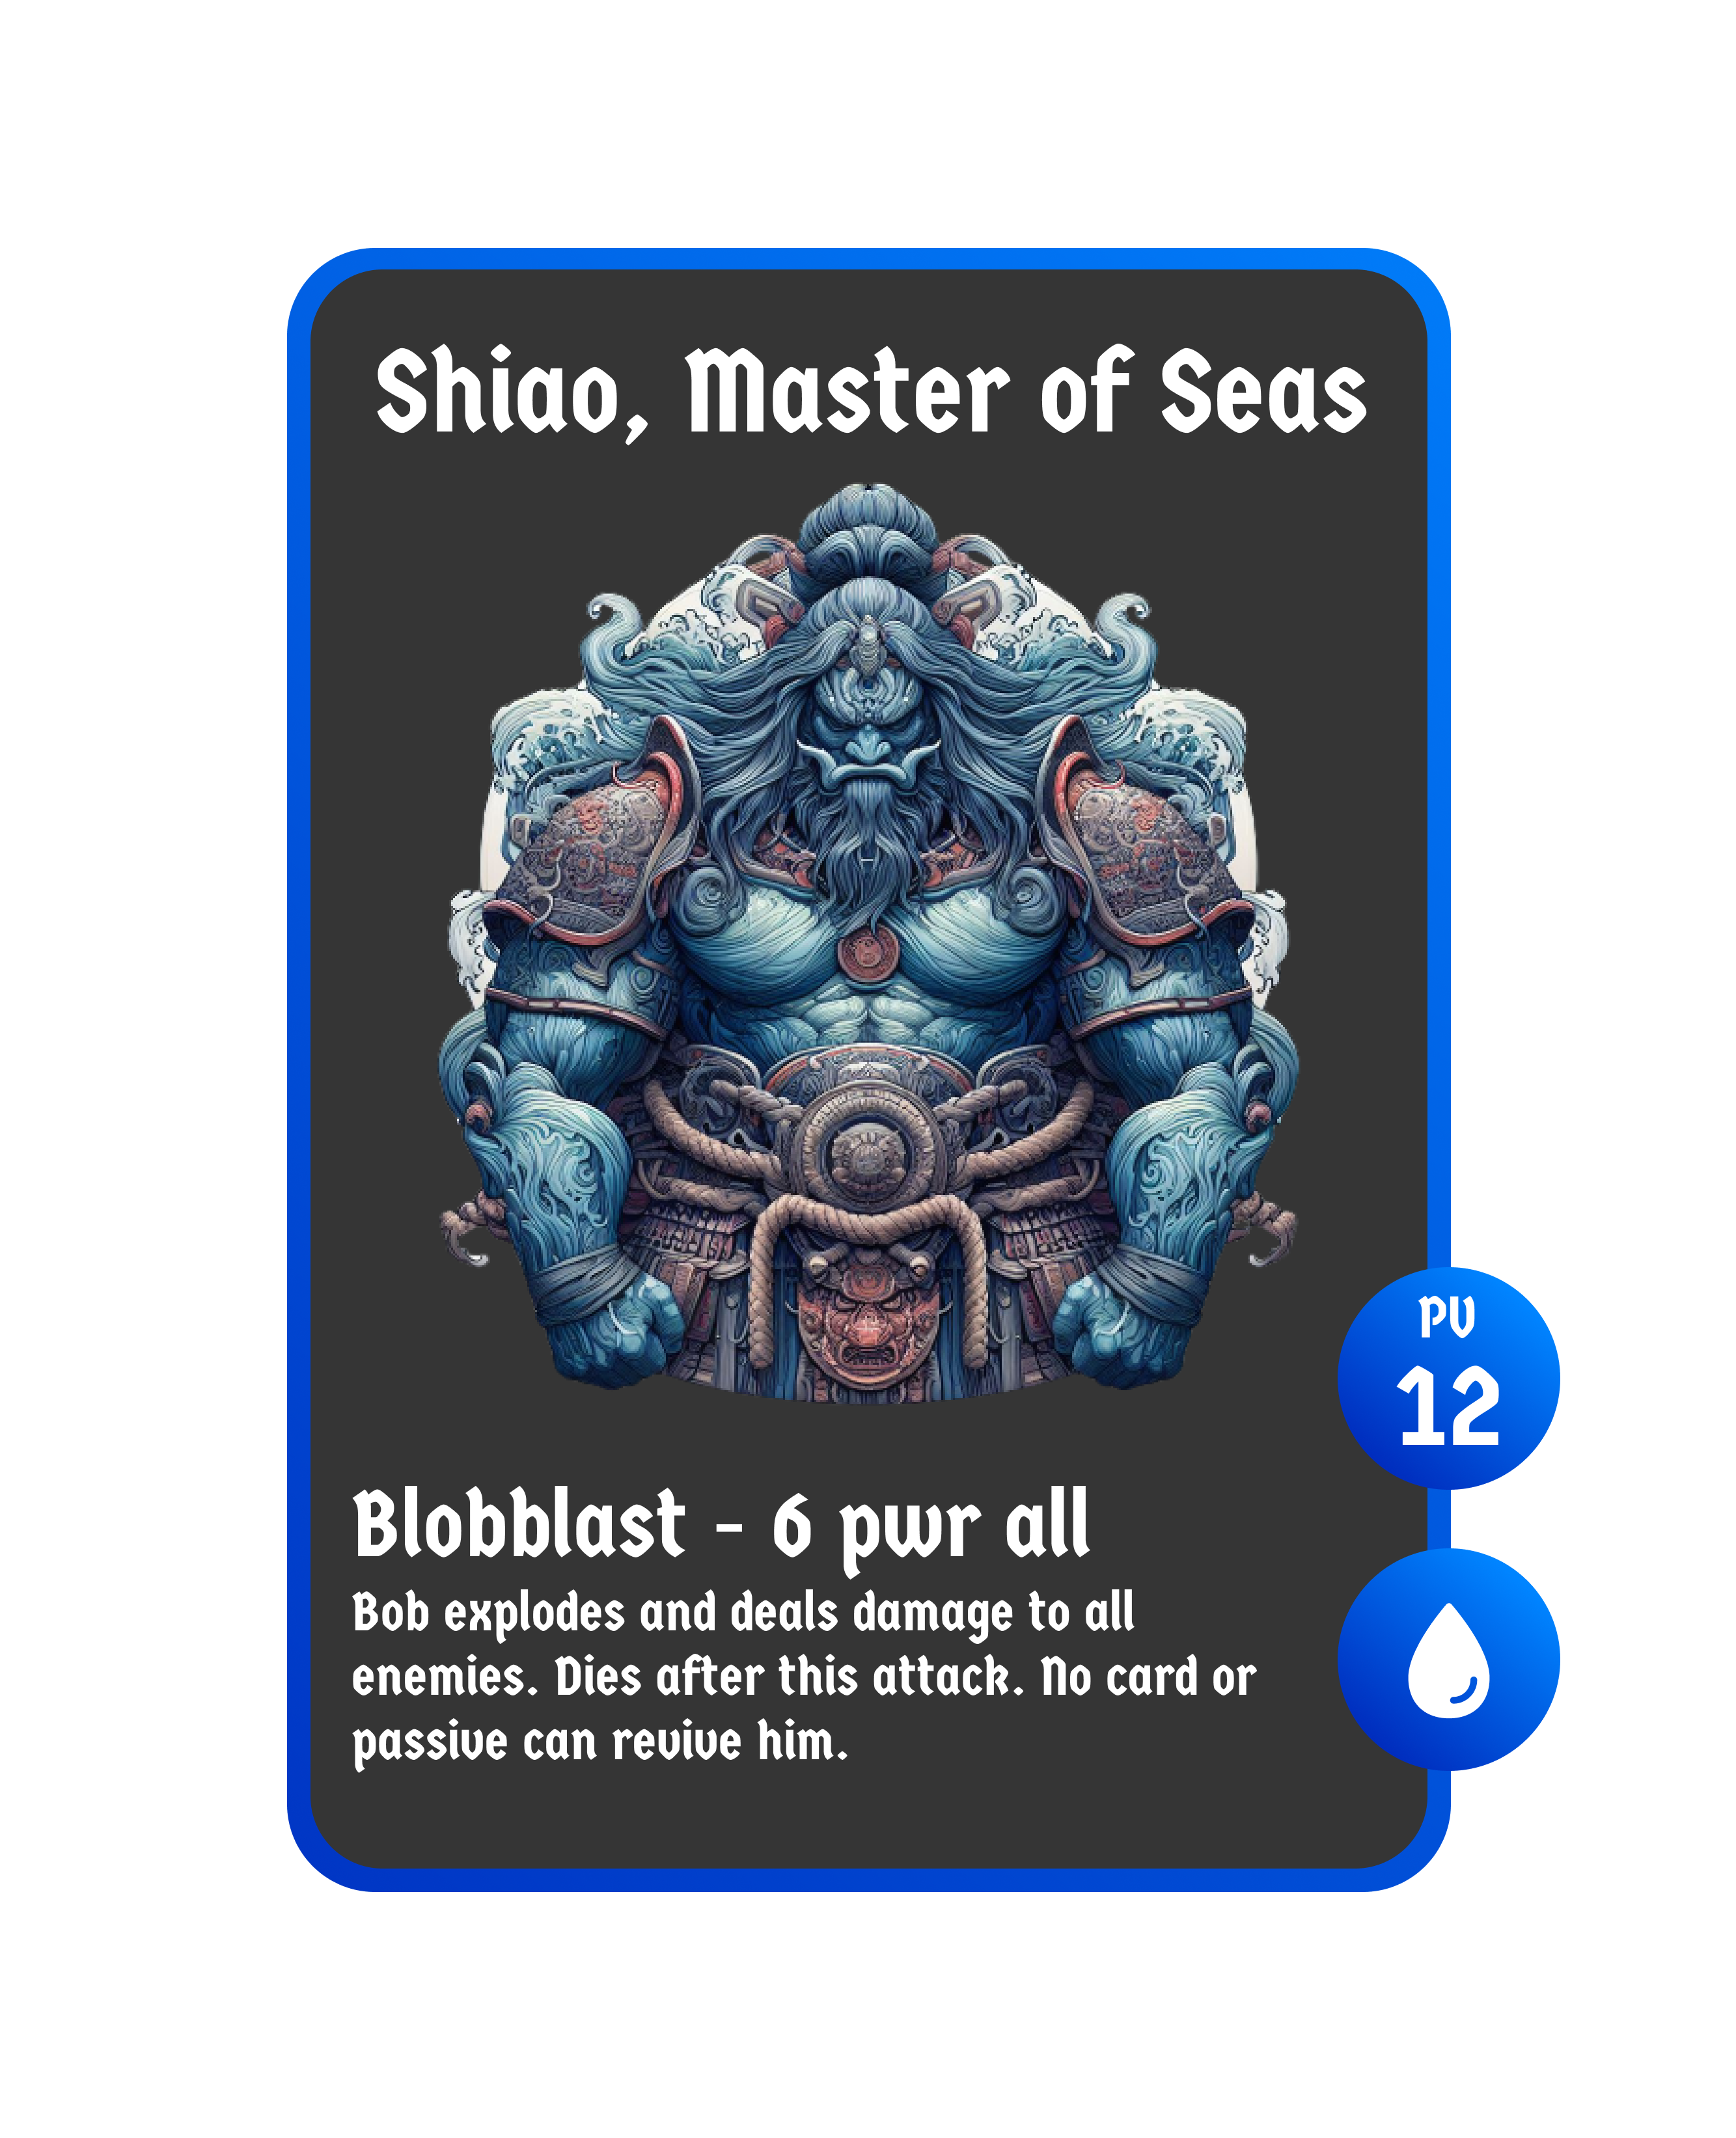 Shiao, Master of Seas
PV
12
Blobblast - 6 pwr all
Bob explodes and deals damage to all
enemies. Dies after this attack. No card or
passive can revive him.